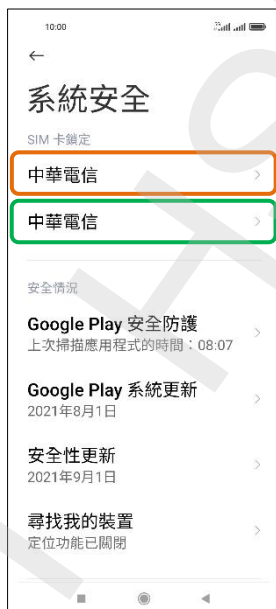 10:00
系統安全
SIM 卡鎖定
中華電信
中華電信
安全情況
Google Play 安全防護
上次掃描應用程式的時間：08:07
Google Play 系統更新
2021年8月1日
安全性更新
2021年9月1日
尋找我的裝置
定位功能已關閉